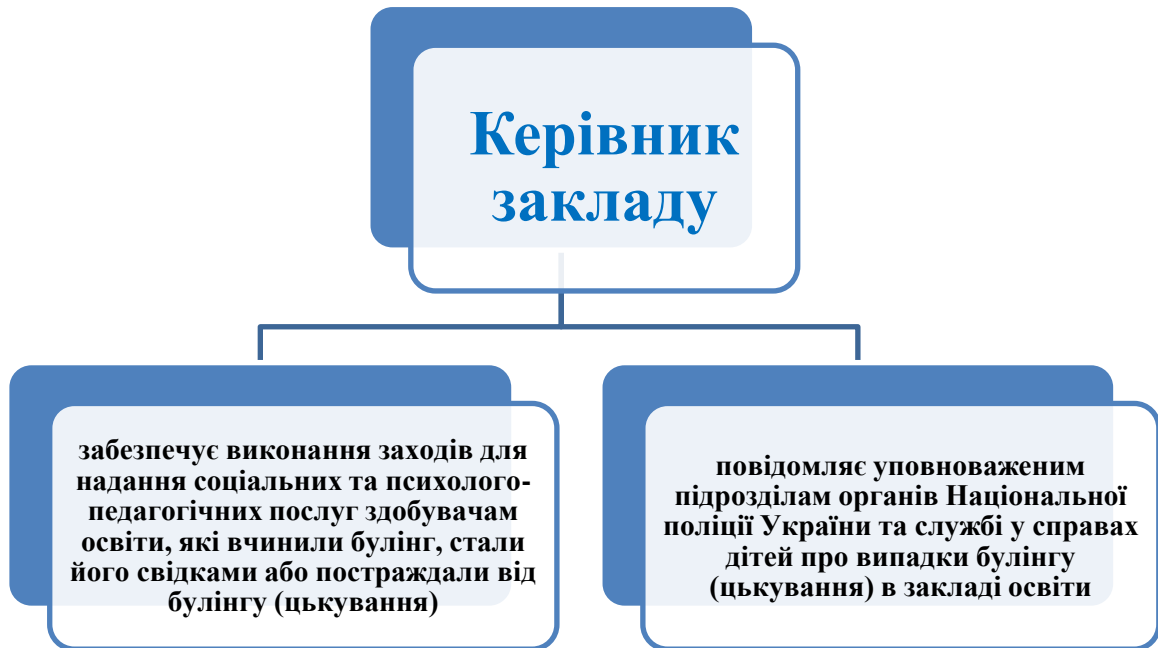 Керівник
закладу
забезпечує виконання заходів для
надання соціальних та психолого-
педагогічних послуг здобувачам
освіти, які вчинили булінг, стали
його свідками або постраждали від
булінгу (цькування)
повідомляє уповноваженим
підрозділам органів Національної
поліції України та службі у справах
дітей про випадки булінгу
(цькування) в закладі освіти